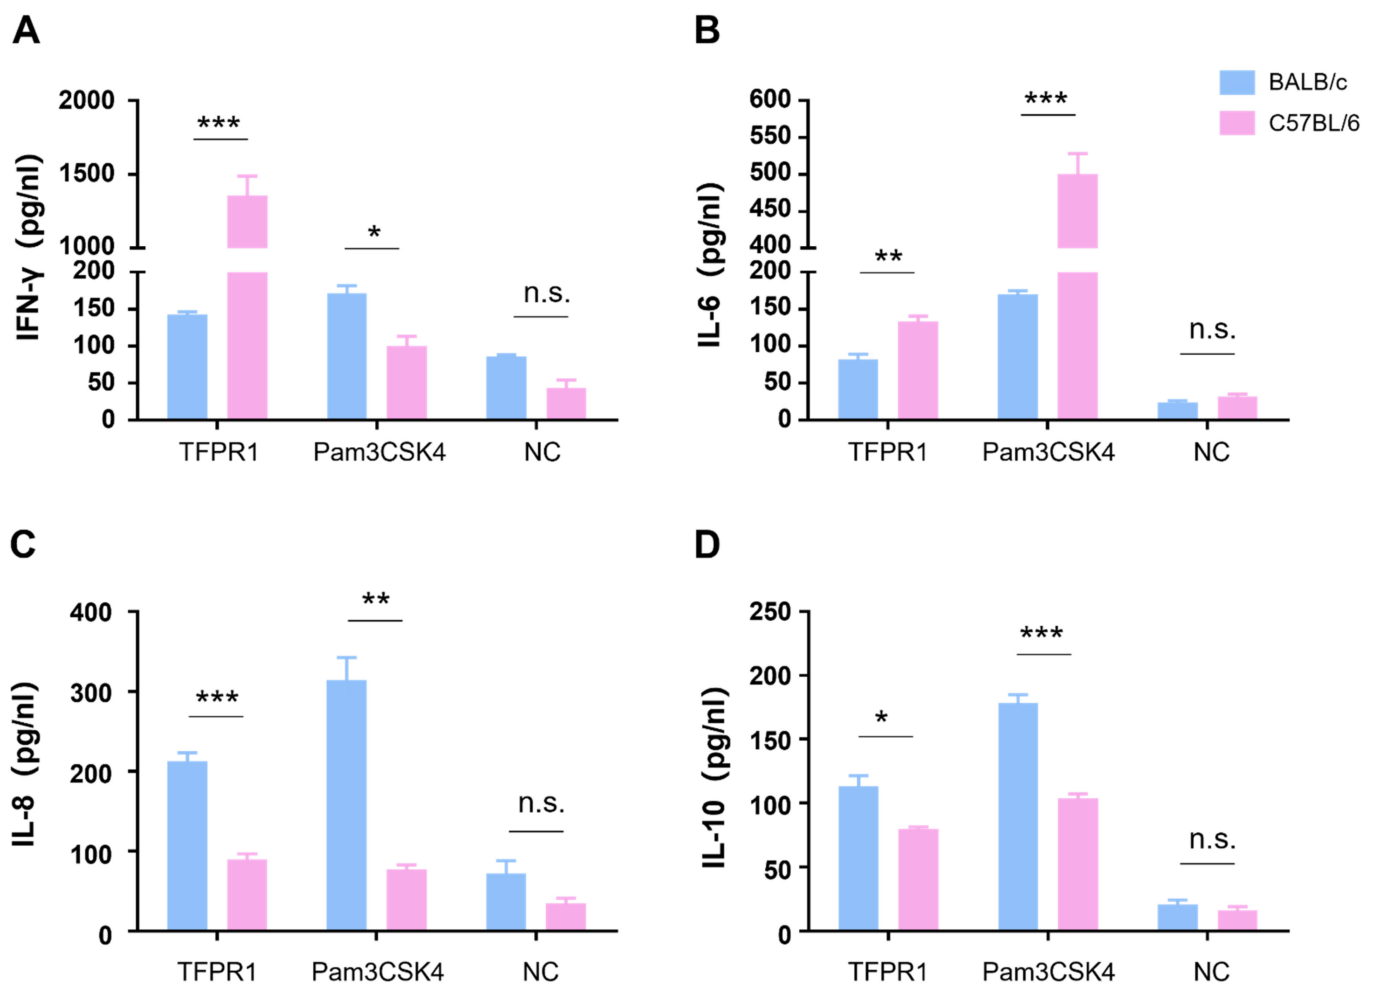 A
IFN-γ (pg/nl)
2000
1500
1000
200
150
100
50
0
***
*
n.s.
TFPR1 Pam3CSK4 NC
B
BALB/c
C57BL/6
IL-6 (pg/nl)
600
550
500
450
400
200
150
100
50
0
**
***
n.s.
TFPR1 Pam3CSK4 NC
C
IL-8 (pg/nl)
400
300
200
100
0
***
**
n.s.
TFPR1 Pam3CSK4 NC
D
IL-10 (pg/nl)
250
200
150
100
50
0
*
***
n.s.
TFPR1 Pam3CSK4 NC